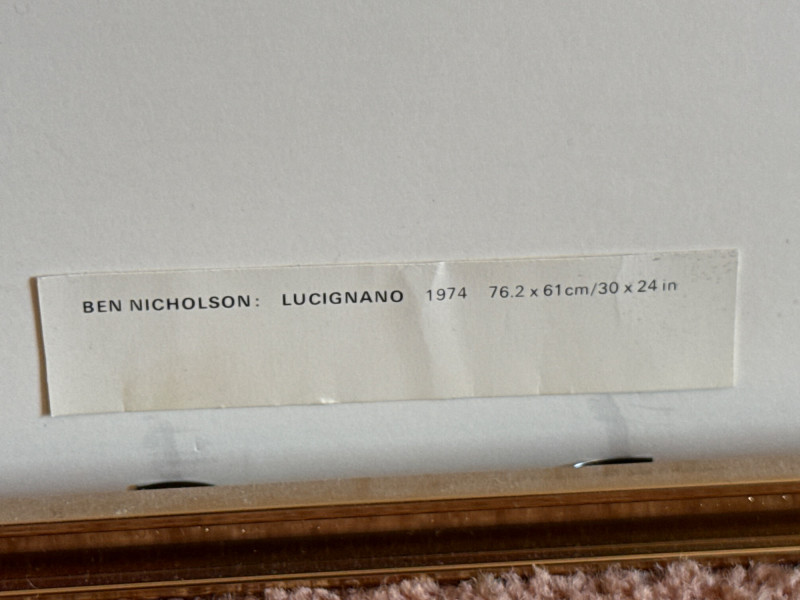 BEN NICHOLSON: LUCIGNANO 1974 76.2 x 61cm/30 x 24 in